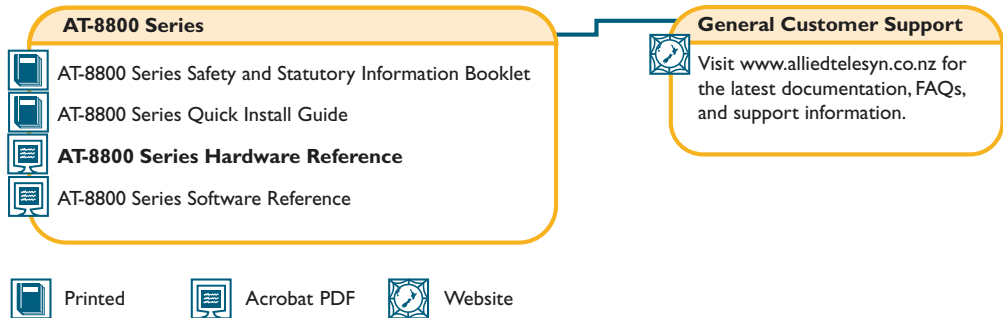 AT-8800 Series
AT-8800 Series Safety and Statutory Information Booklet
AT-8800 Series Quick Install Guide
AT-8800 Series Hardware Reference
AT-8800 Series Software Reference
General Customer Support
Visit www.alliedtelesyn.co.nz for
the latest documentation, FAQs,
and support information.
Printed
Acrobat PDF
Website